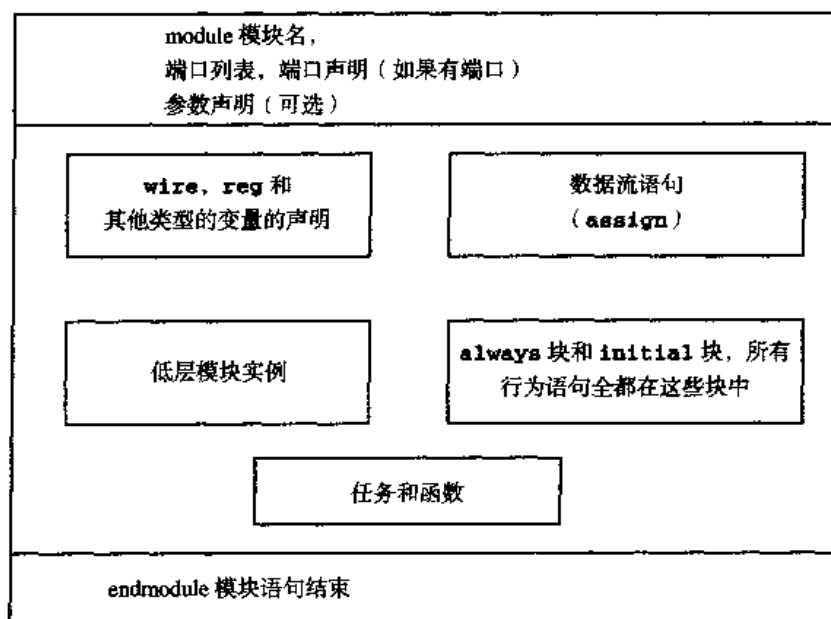 module 模块名，
端口列表，端口声明（如果有端口）
参数声明（可选）
wire，reg 和
其他类型的变量的声明
数据流语句
（assign）
低层模块实例
always 块和 initial 块，所有
行为语句全都在这些块中
任务和函数
endmodule 模块语句结束